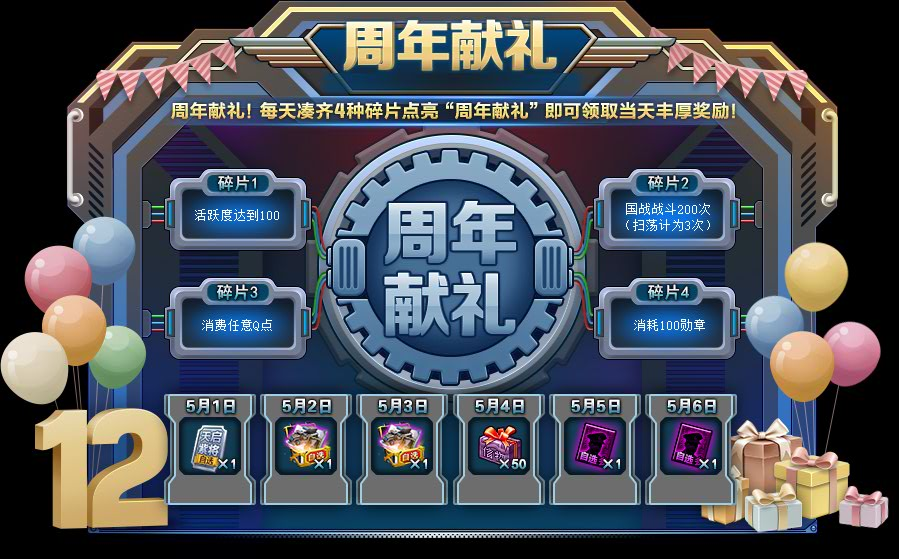 周年献礼
周年献礼！每天凑齐4种碎片点亮“周年献礼”即可领取当天丰厚奖励！
碎片1
活跃度达到100
碎片2
国战战斗200次
（扫荡计为3次）
周年
献礼
碎片3
消费任意Q点
碎片4
消耗100勋章
5月1日
5月2日
5月3日
5月4日
5月5日
5月6日
天启
紫将
自选
×1
自选
×1
自选
×1
×50
自选
×1
自选
×1
12